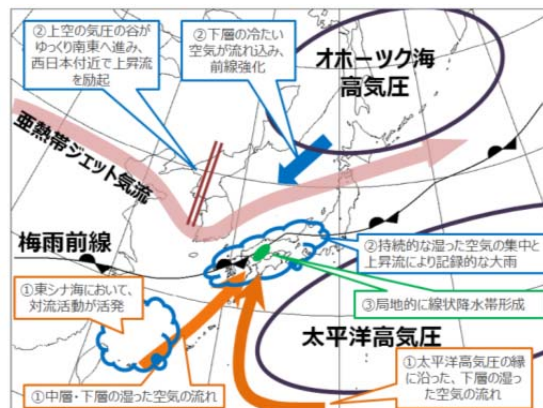 ②上空の気圧の谷が
ゆっくり南東へ進み、
西日本付近で上昇流
を励起
②下層の冷たい
空気が流れ込み、
前線強化
オホーツク海
高気圧
亜熱帯ジェット気流
梅雨前線
②持続的な湿った空気の集中と
上昇流により記録的な大雨
①東シナ海において、
対流活動が活発
③局地的に線状降水帯形成
太平洋高気圧
①中層・下層の湿った空気の流れ
①太平洋高気圧の縁
に沿った、下層の湿っ
た空気の流れ